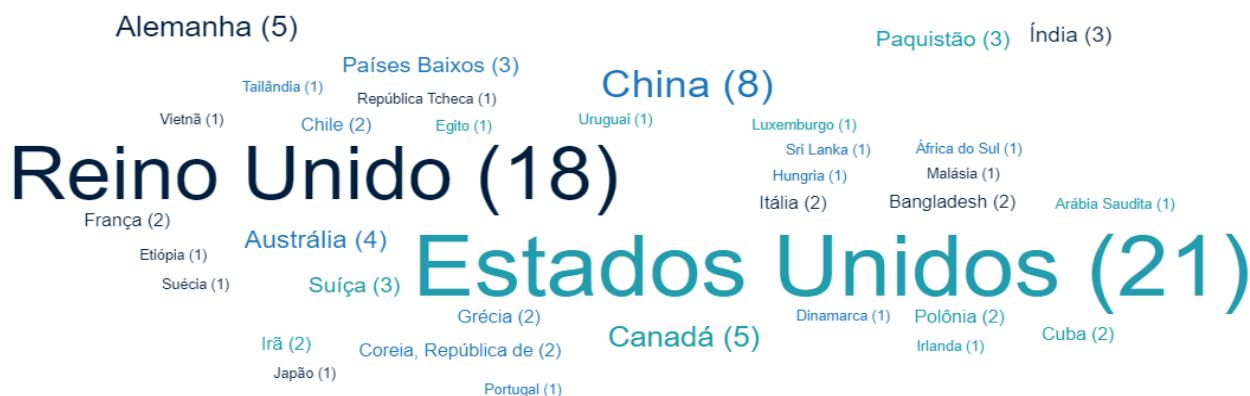 Alemanha (5)
Paquistão (3)
Índia (3)
Países Baixos (3)
China (8)
Tailândia (1)
República Tcheca (1)
Vietnã (1)
Chile (2)
Egito (1)
Uruguai (1)
Luxemburgo (1)
Sri Lanka (1)
África do Sul (1)
Reino Unido (18)
Hungria (1)
Malásia (1)
Itália (2)
Bangladesh (2)
Arábia Saudita (1)
França (2)
Austrália (4)
Etiópia (1)
Estados Unidos (21)
Suécia (1)
Suíça (3)
Grécia (2)
Dinamarca (1)
Polônia (2)
Canadá (5)
Cuba (2)
Irã (2)
Coreia, República de (2)
Irlanda (1)
Japão (1)
Portugal (1)